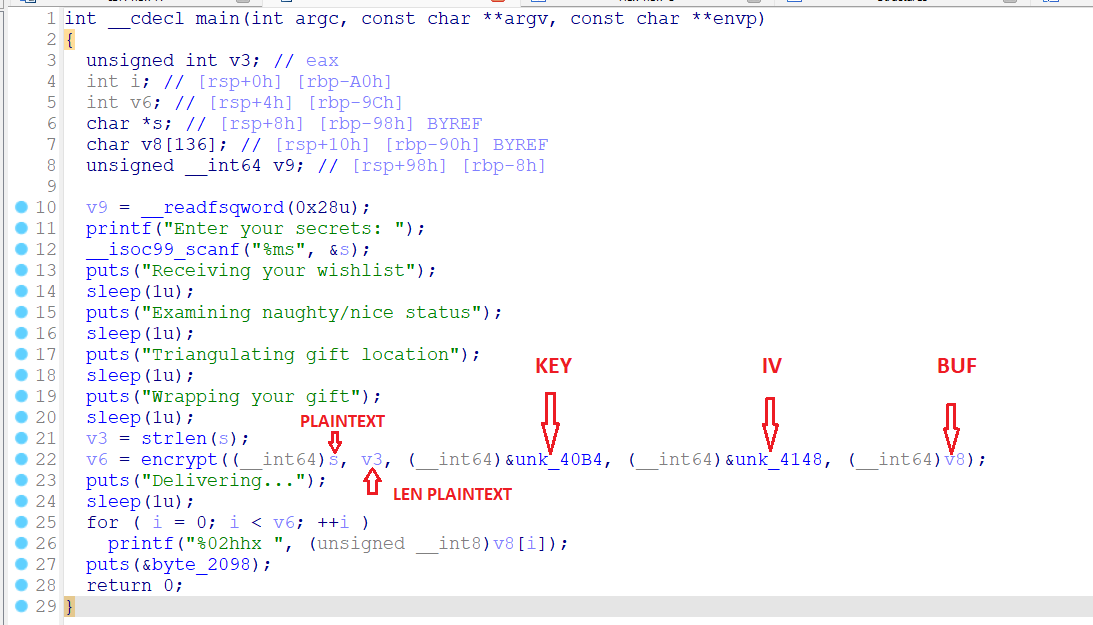 1 int __cdecl main(int argc, const char **argv, const char **envp)
2 {
3 unsigned int v3; // eax
4 int i; // [rsp+0h] [rbp-A0h]
5 int v6; // [rsp+4h] [rbp-9Ch]
6 char *s; // [rsp+8h] [rbp-98h] BYREF
7 char v8[136]; // [rsp+10h] [rbp-90h] BYREF
8 unsigned __int64 v9; // [rsp+98h] [rbp-8h]
9
10 v9 = __readfsqword(0x28u);
11 printf("Enter your secrets: ");
12 __isoc99_scanf("%ms", &s);
13 puts("Receiving your wishlist");
14 sleep(1u);
15 puts("Examining naughty/nice status");
16 sleep(1u);
17 puts("Triangulating gift location");
18 sleep(1u);
KEY IV BUF
19 puts("Wrapping your gift");
20 sleep(1u);
PLAINTEXT
21 v3 = strlen(s);
22 v6 = encrypt((__int64)s, v3, (__int64)&unk_40B4, (__int64)&unk_4148, (__int64)v8);
23 puts("Delivering...");
LEN PLAINTEXT
24 sleep(1u);
25 for ( i = 0; i < v6; ++i )
26 printf("%02hhx ", (unsigned __int8)v8[i]);
27 puts(&byte_2098);
28 return 0;
29 }